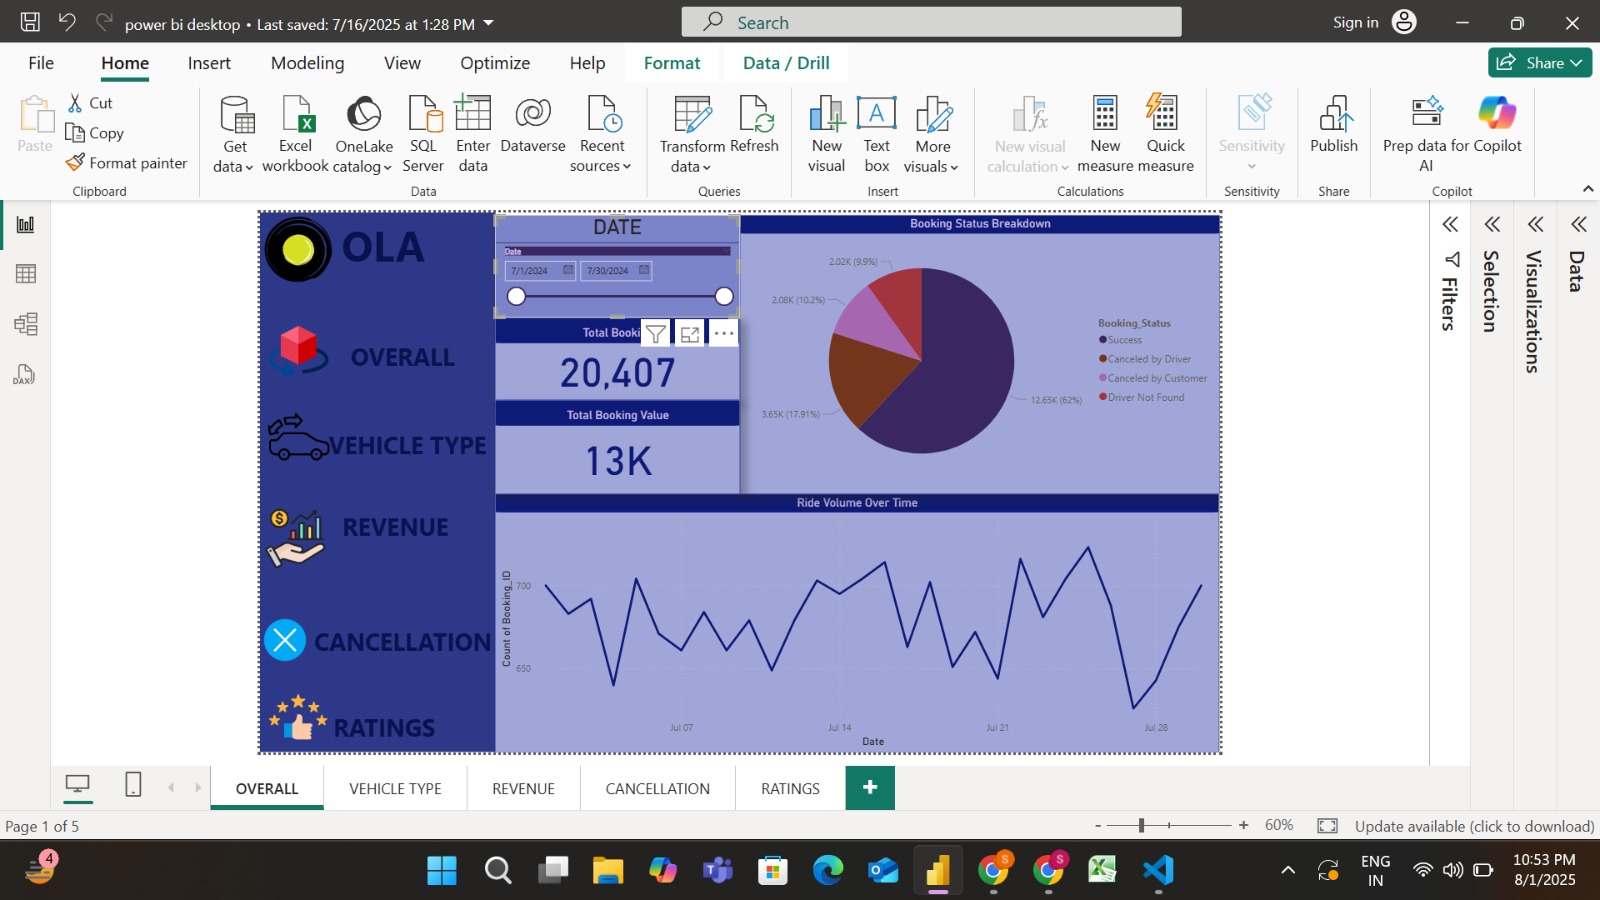 power bi desktop • Last saved: 7/16/2025 at 1:28 PM
Search
Sign in
File Home Insert Modeling View Optimize Help Format Data / Drill
Share
Paste
Cut
Copy
Format painter
Clipboard
Get data
Excel workbook
OneLake catalog
SQL Server
Enter data
Dataverse
Recent sources
Data
Transform data
Refresh
Queries
New visual
Text box
More visuals
Insert
New visual calculation
New measure
Quick measure
Calculations
Sensitivity
Sensitivity
Publish
Share
Prep data for AI
Copilot
Copilot
OLA
OVERALL
VEHICLE TYPE
REVENUE
CANCELLATION
RATINGS
DATE
Date
7/1/2024 7/30/2024
Total Booki
20,407
Total Booking Value
13K
Booking Status Breakdown
2.02K (9.9%)
2.08K (10.2%)
3.65K (17.91%)
12.65K (62%)
Booking_Status
Success
Canceled by Driver
Canceled by Customer
Driver Not Found
Ride Volume Over Time
Count of Booking_ID
700
650
Jul 07 Jul 14 Jul 21 Jul 28
Date
Filters
Selection
Visualizations
Data
DAX
OVERALL VEHICLE TYPE REVENUE CANCELLATION RATINGS +
Page 1 of 5
- + 60%
Update available (click to download)
4
S
S
ENG
IN
10:53 PM
8/1/2025